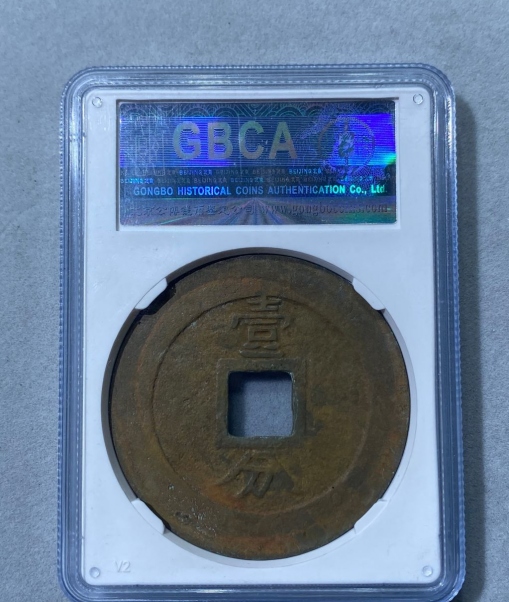 GBCA
GONGBO HISTORICAL COINS AUTHENTICATION Co., Ltd
壹
分
V2